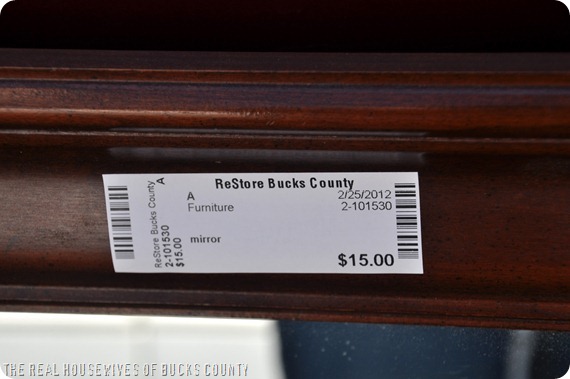 ReStore Bucks County
A
2/25/2012
Furniture
2-101530
mirror
$15.00
ReStore Bucks County
A
2-101530
$15.00
THE REAL HOUSEWIVES OF BUCKS COUNTY